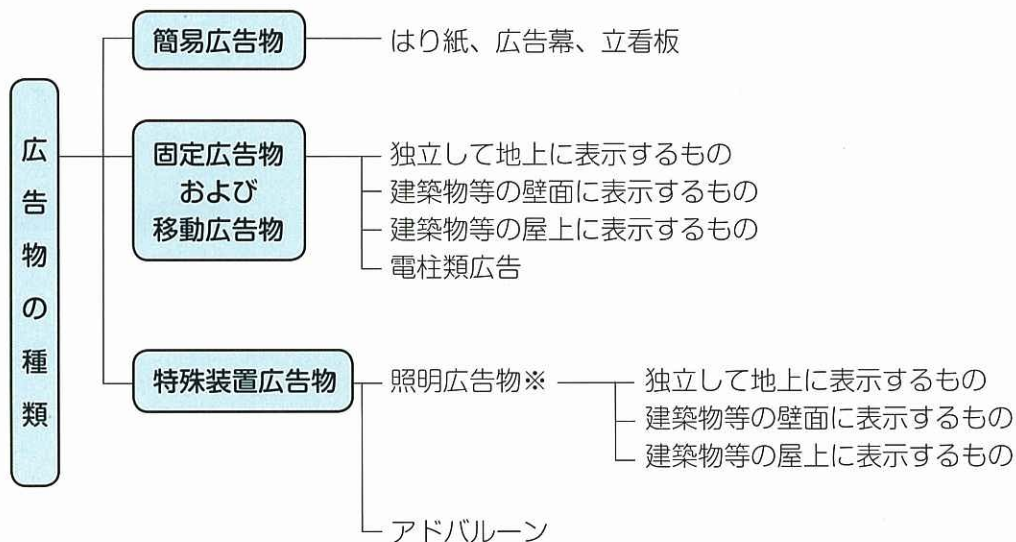 広告物の種類
簡易広告物
はり紙、広告幕、立看板
固定広告物
および
移動広告物
独立して地上に表示するもの
建築物等の壁面に表示するもの
建築物等の屋上に表示するもの
電柱類広告
特殊装置広告物
照明広告物※
独立して地上に表示するもの
建築物等の壁面に表示するもの
建築物等の屋上に表示するもの
アドバルーン